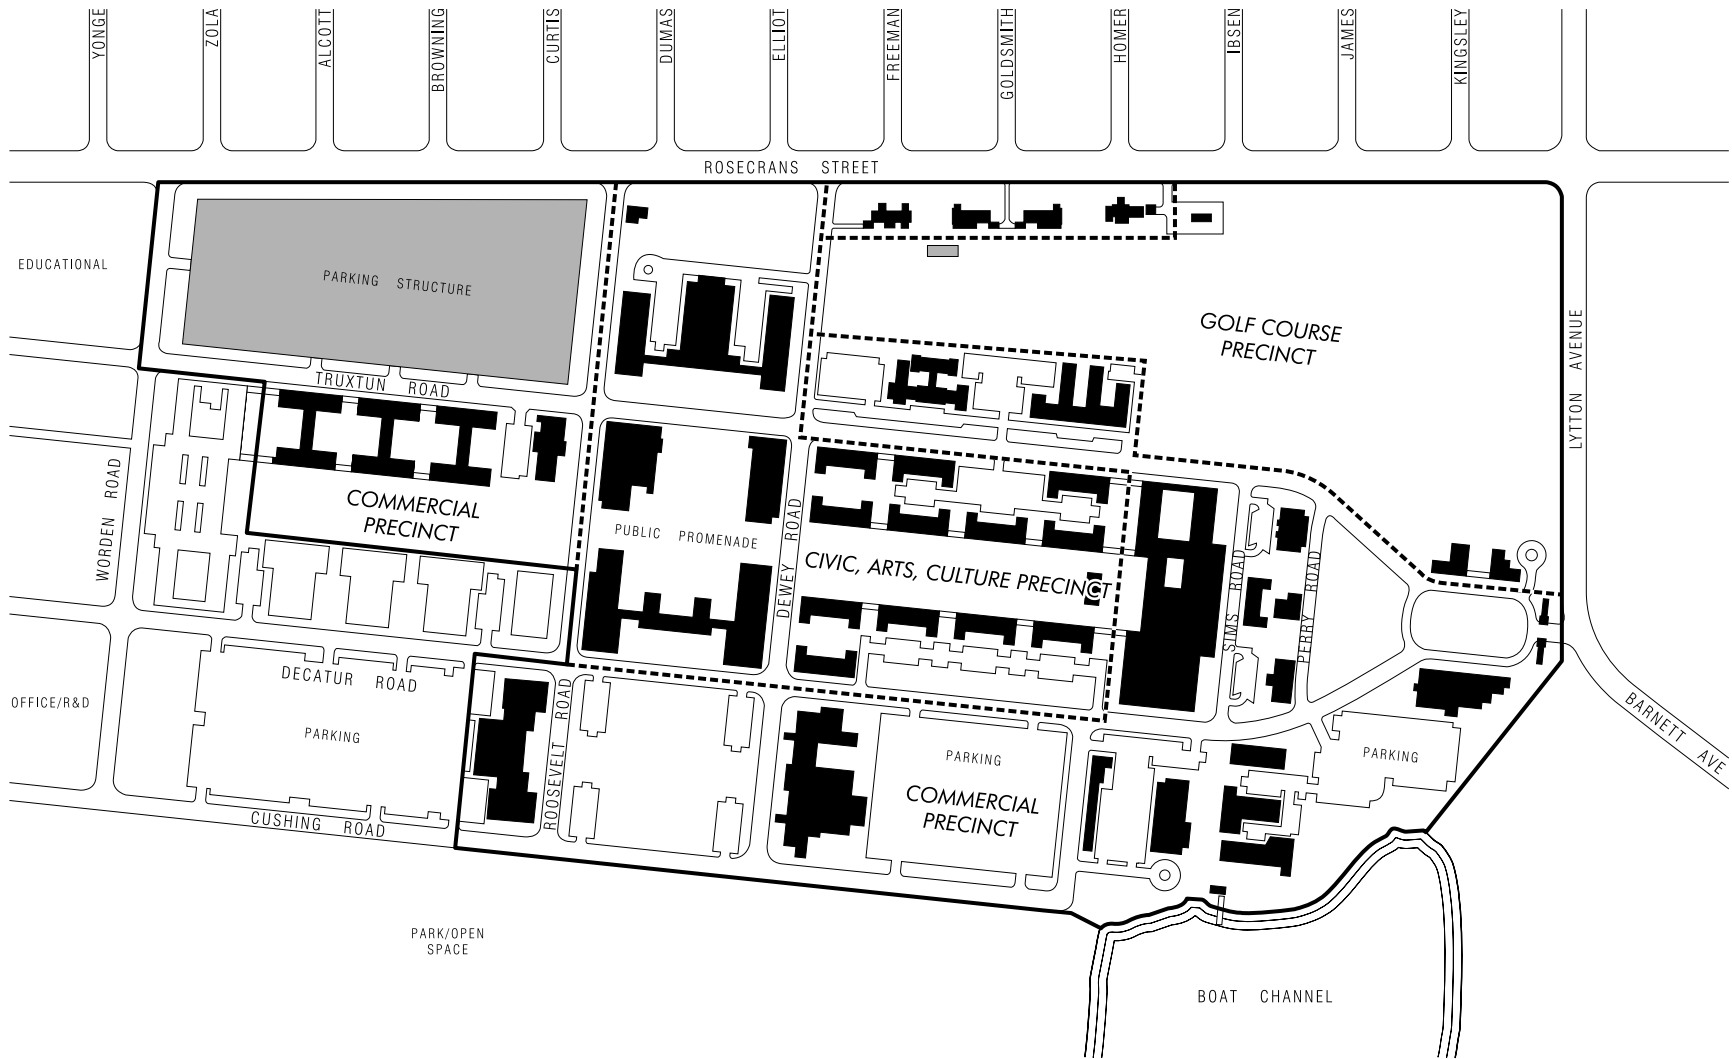 YONGE
ZOLA
ALCOTT
BROWNING
CURTIS
DUMAS
ELLIOT
FREEMAN
GOLDSMITH
HOMER
IBSEN
JAMES
KINGSLEY
ROSECRANS STREET
EDUCATIONAL
PARKING STRUCTURE
GOLF COURSE
PRECINCT
LYTTON AVENUE
TRUXTUN ROAD
WORDEN ROAD
COMMERCIAL
PRECINCT
PUBLIC PROMENADE
DEWEY ROAD
CIVIC, ARTS, CULTURE PRECINCT
SIMS ROAD
PERRY ROAD
DECATUR ROAD
OFFICE/R&D
PARKING
ROOSEVELT ROAD
PARKING
COMMERCIAL
PRECINCT
PARKING
BARNETT AVE
CUSHING ROAD
PARK/OPEN
SPACE
BOAT CHANNEL